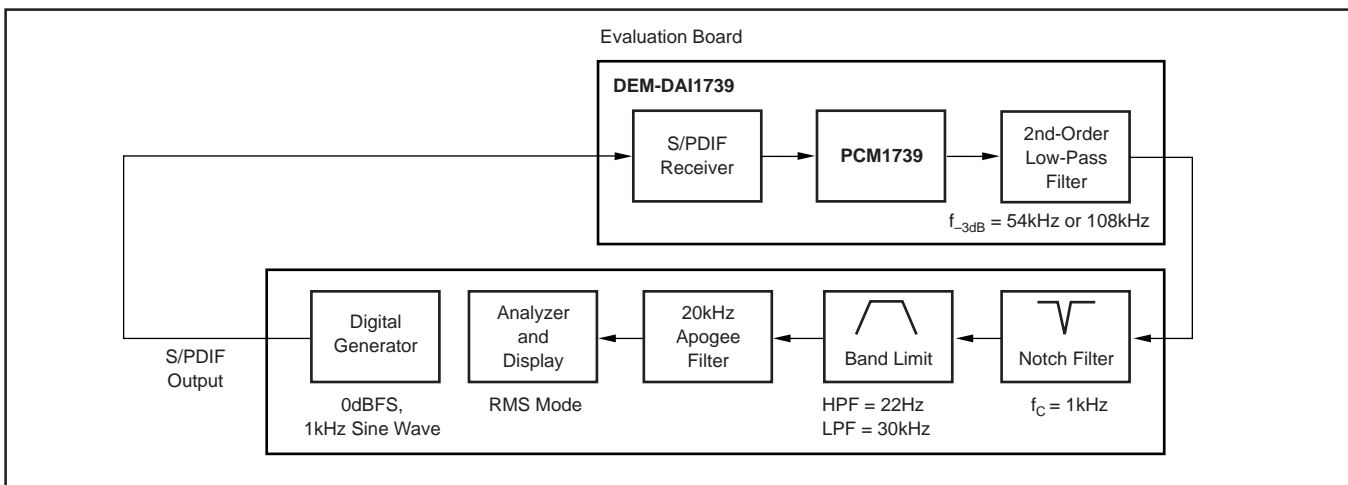 Evaluation Board
DEM-DAI1739
S/PDIF
Receiver
PCM1739
2nd-Order
Low-Pass
Filter
f–3dB = 54kHz or 108kHz
S/PDIF
Output
Digital
Generator
0dBFS,
1kHz Sine Wave
Analyzer
and
Display
RMS Mode
20kHz
Apogee
Filter
Band Limit
HPF = 22Hz
LPF = 30kHz
Notch Filter
fC = 1kHz